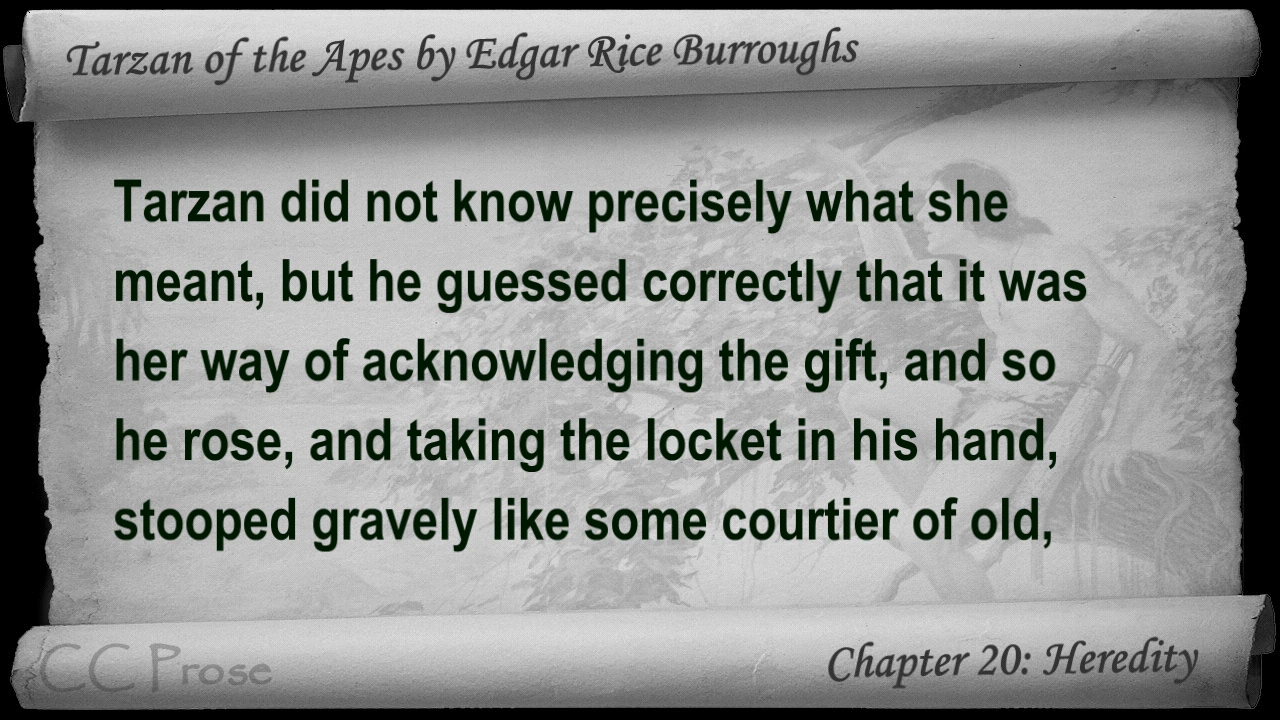 Tarzan of the Apes by Edgar Rice Burroughs
Tarzan did not know precisely what she
meant, but he guessed correctly that it was
her way of acknowledging the gift, and so
he rose, and taking the locket in his hand,
stooped gravely like some courtier of old,
CC Prose
Chapter 20: Heredity